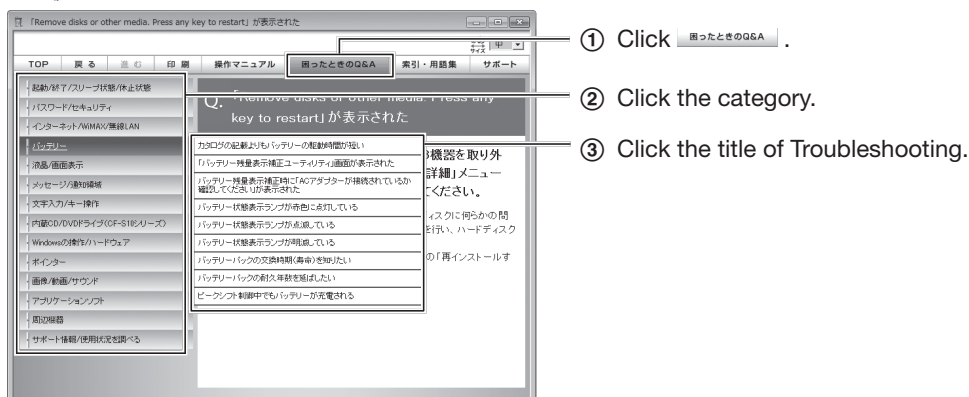 「Remove disks or other media. Press any key to restart」が表示された
サイズ 中
TOP 戻る 進む 印刷 操作マニュアル 困ったときのQ&A 索引・用語集 サポート
① Click 困ったときのQ&A .
② Click the category.
③ Click the title of Troubleshooting.
起動/終了/スリープ状態/休止状態
パスワード/セキュリティ
インターネット/WiMAX/無線LAN
バッテリー
液晶/画面表示
メッセージ/通知領域
文字入力/キー操作
内蔵CD/DVDドライブ(CF-S10シリーズ)
Windowsの操作/ハードウェア
ポインター
画像/動画/サウンド
アプリケーションソフト
周辺機器
サポート情報/使用状況を調べる
Q. 「Remove disks or other media. Press any
key to restart」が表示された
カタログの記載よりもバッテリーの駆動時間が短い
「バッテリー残量表示補正ユーティリティ」画面が表示された
バッテリー残量表示補正時に「ACアダプターが接続されているか
確認してください」が表示された
バッテリー状態表示ランプが赤色に点灯している
バッテリー状態表示ランプが点滅している
バッテリー状態表示ランプが明滅している
バッテリーパックの交換時期(寿命)を知りたい
バッテリーパックの耐久年数を延ばしたい
ピークシフト制御中でもバッテリーが充電される
機器を取り外
詳細」メニュー
てください。
ィスクに何らかの問
を行い、ハードディスク
の「再インストールす